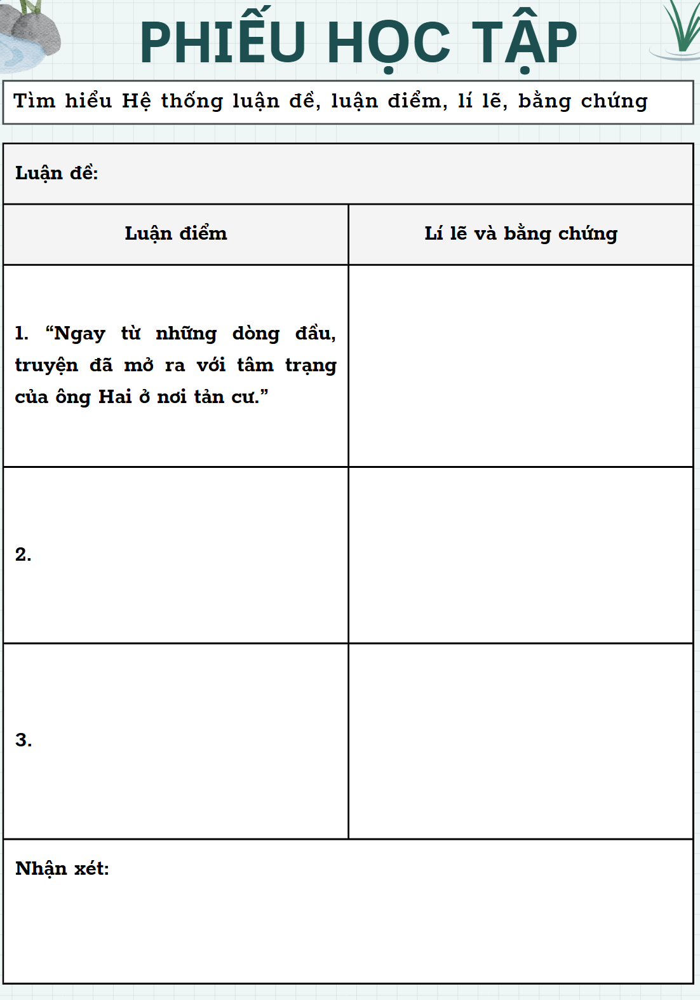 PHIẾU HỌC TẬP
Tìm hiểu Hệ thống luận đề, luận điểm, lí lẽ, bằng chứng
Luận đề:
Luận điểm
Lí lẽ và bằng chứng
1. “Ngay từ những dòng đầu,
truyện đã mở ra với tâm trạng
của ông Hai ở nơi tản cư.”
2.
3.
Nhận xét: